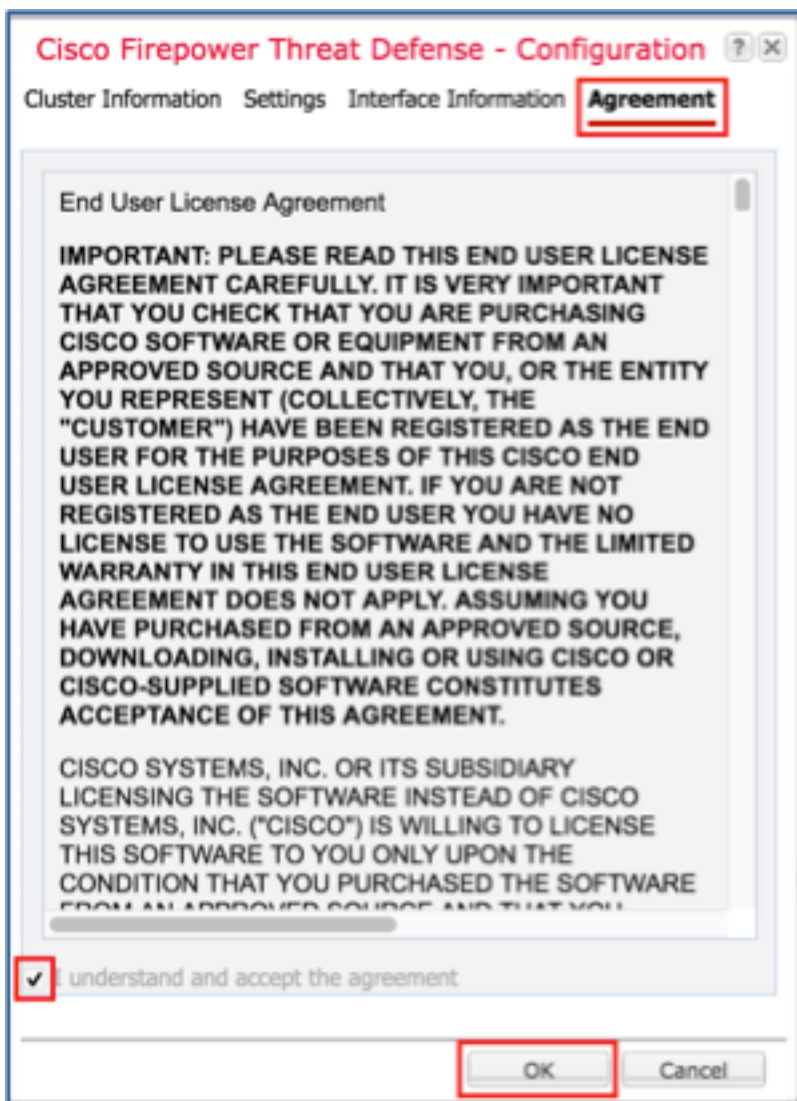 Cisco Firepower Threat Defense - Configuration ? X
Cluster Information Settings Interface Information Agreement
End User License Agreement
IMPORTANT: PLEASE READ THIS END USER LICENSE
AGREEMENT CAREFULLY. IT IS VERY IMPORTANT
THAT YOU CHECK THAT YOU ARE PURCHASING
CISCO SOFTWARE OR EQUIPMENT FROM AN
APPROVED SOURCE AND THAT YOU, OR THE ENTITY
YOU REPRESENT (COLLECTIVELY, THE
"CUSTOMER") HAVE BEEN REGISTERED AS THE END
USER FOR THE PURPOSES OF THIS CISCO END
USER LICENSE AGREEMENT. IF YOU ARE NOT
REGISTERED AS THE END USER YOU HAVE NO
LICENSE TO USE THE SOFTWARE AND THE LIMITED
WARRANTY IN THIS END USER LICENSE
AGREEMENT DOES NOT APPLY. ASSUMING YOU
HAVE PURCHASED FROM AN APPROVED SOURCE,
DOWNLOADING, INSTALLING OR USING CISCO OR
CISCO-SUPPLIED SOFTWARE CONSTITUTES
ACCEPTANCE OF THIS AGREEMENT.
CISCO SYSTEMS, INC. OR ITS SUBSIDIARY
LICENSING THE SOFTWARE INSTEAD OF CISCO
SYSTEMS, INC. ("CISCO") IS WILLING TO LICENSE
THIS SOFTWARE TO YOU ONLY UPON THE
CONDITION THAT YOU PURCHASED THE SOFTWARE
FROM AN APPROVED SOURCE AND THAT YOU
I understand and accept the agreement
OK Cancel